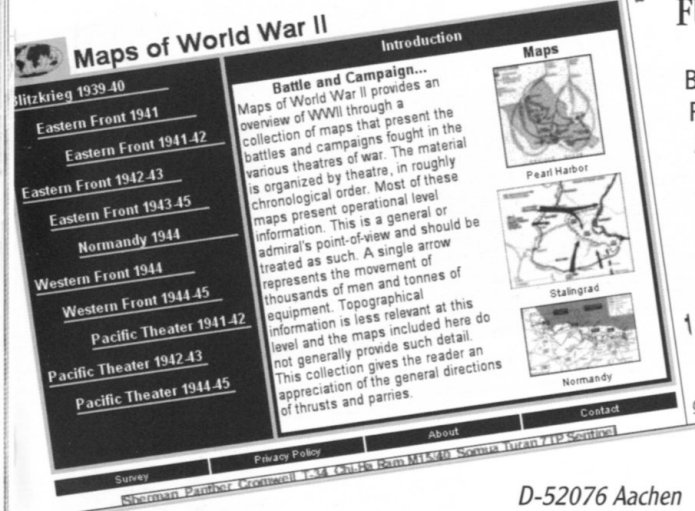 Maps of World War II
Blitzkrieg 1939-40
Eastern Front 1941
Eastern Front 1941-42
Eastern Front 1942-43
Eastern Front 1943-45
Normandy 1944
Western Front 1944
Western Front 1944-45
Pacific Theater 1941-42
Pacific Theater 1942-43
Pacific Theater 1944-45
Introduction
Battle and Campaign...
Maps of World War II provides an
overview of WWII through a
collection of maps that present the
battles and campaigns fought in the
various theatres of war. The material
is organized by theatre, in roughly
chronological order. Most of these
maps present operational level
information. This is a general or
admiral's point-of-view and should be
treated as such. A single arrow
represents the movement of
thousands of men and tonnes of
equipment. Topographical
information is less relevant at this
level and the maps included here do
not generally provide such detail.
This collection gives the reader an
appreciation of the general directions
of thrusts and parries.
Maps
Pearl Harbor
Stalingrad
Normandy
Survey
Privacy Policy
About
Contact
Sherman Panther Cromwell T-34 Chi-Ha Ram M15/40 Somua Turan 7TP Sentinel
D-52076 Aachen